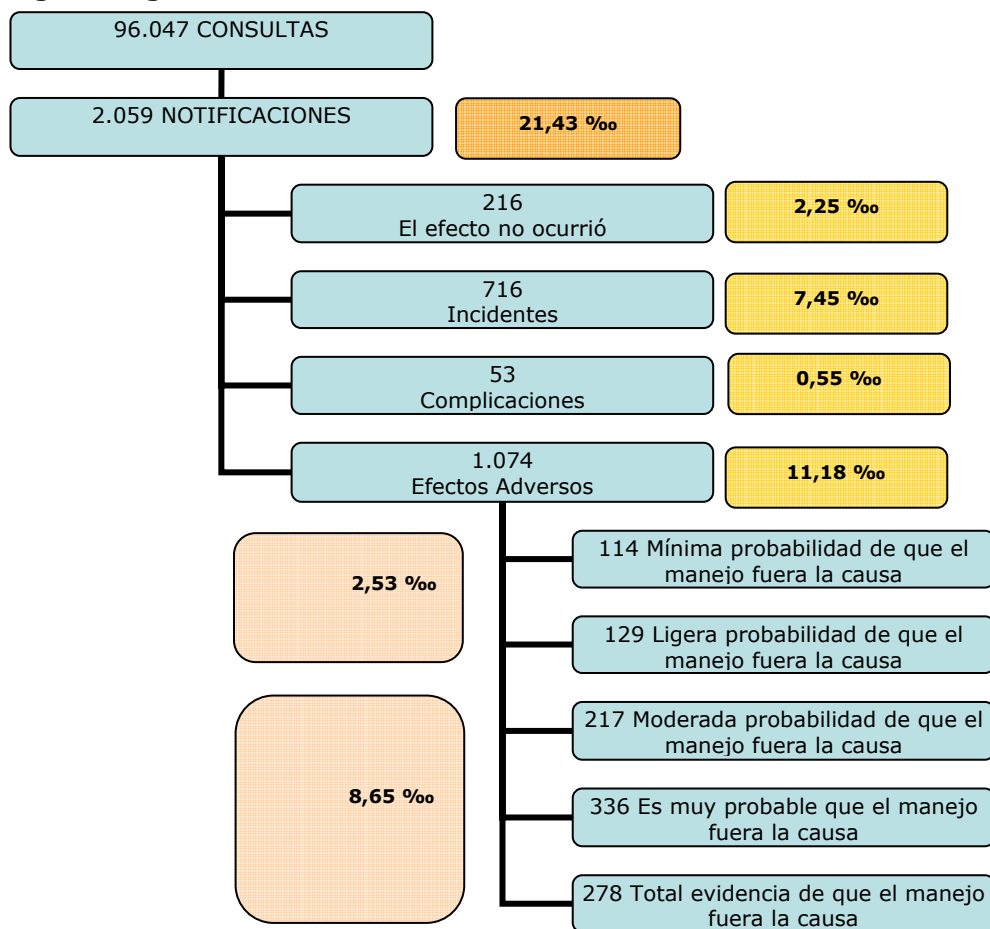 96.047 CONSULTAS
2.059 NOTIFICACIONES
21,43 ‰
216
El efecto no ocurrió
2,25 ‰
716
Incidentes
7,45 ‰
53
Complicaciones
0,55 ‰
1.074
Efectos Adversos
11,18 ‰
2,53 ‰
114 Mínima probabilidad de que el
manejo fuera la causa
129 Ligera probabilidad de que el
manejo fuera la causa
217 Moderada probabilidad de que el
manejo fuera la causa
8,65 ‰
336 Es muy probable que el manejo
fuera la causa
278 Total evidencia de que el manejo
fuera la causa